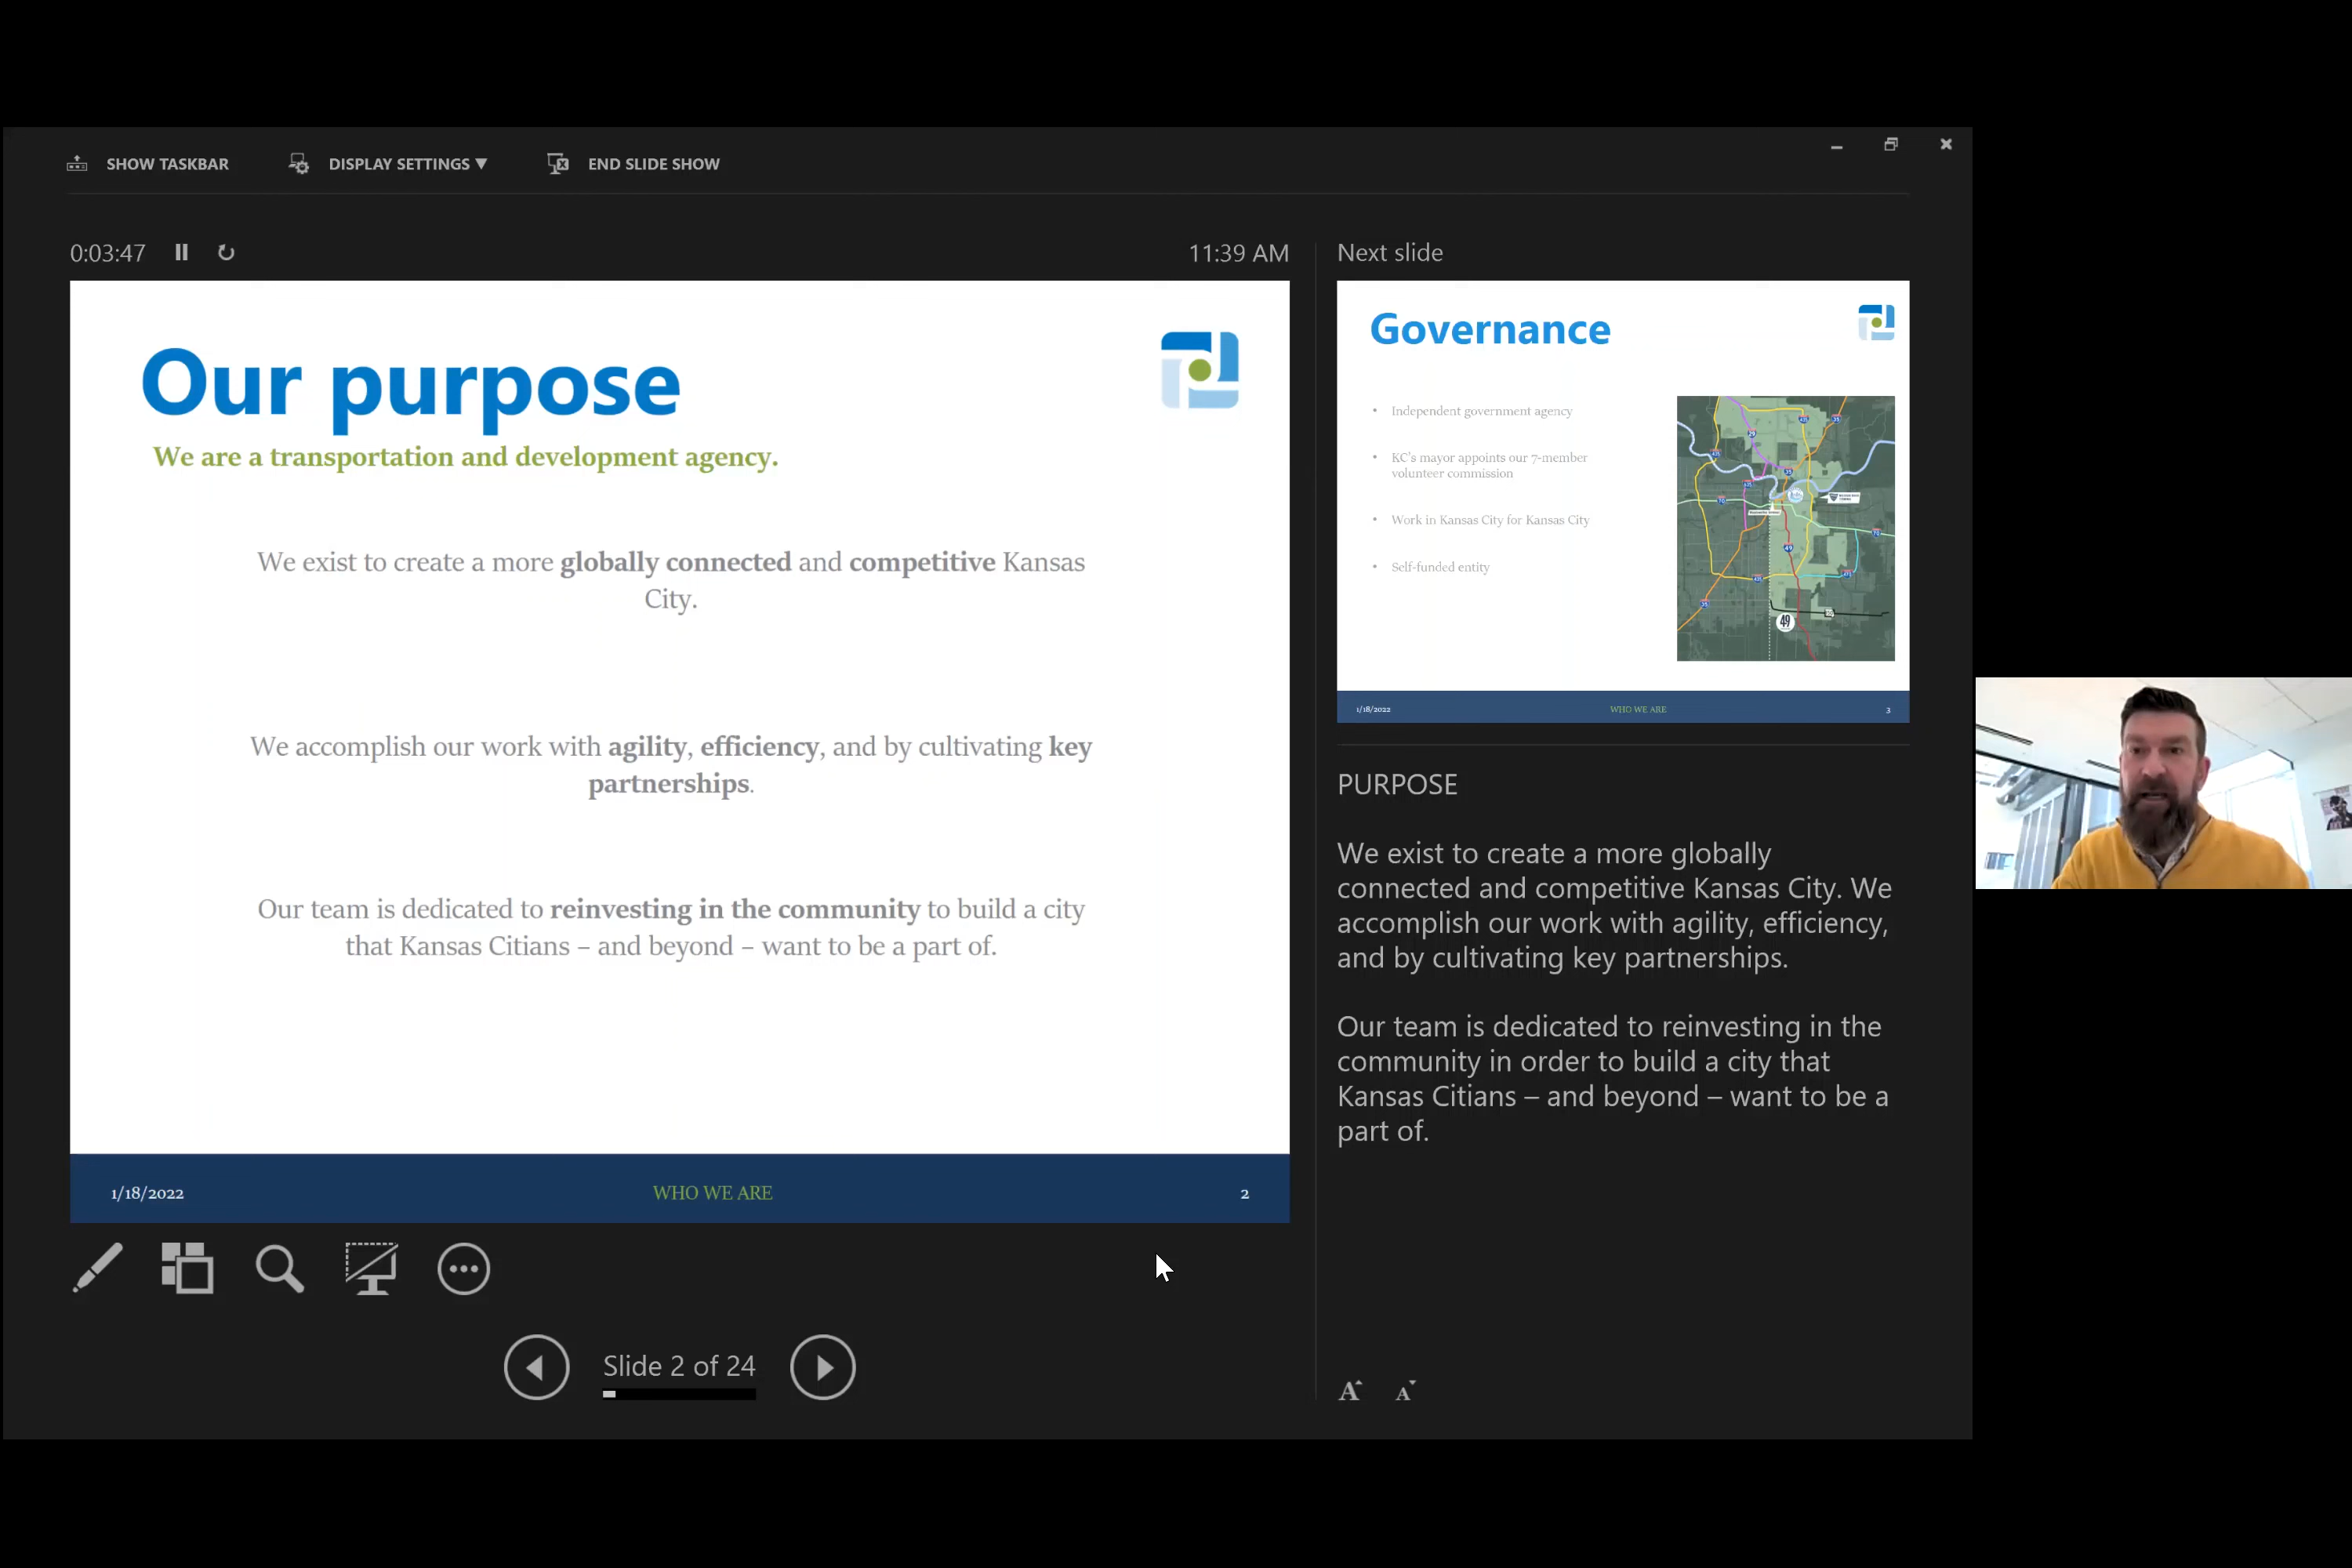 SHOW TASKBAR
DISPLAY SETTINGS ▼
END SLIDE SHOW
0:03:47
11:39 AM
Our purpose
We are a transportation and development agency.
We exist to create a more globally connected and competitive Kansas
City.
We accomplish our work with agility, efficiency, and by cultivating key
partnerships.
Our team is dedicated to reinvesting in the community to build a city
that Kansas Citians – and beyond – want to be a part of.
1/18/2022
WHO WE ARE
2
Slide 2 of 24
Next slide
Governance
• Independent government agency
• KC's mayor appoints our 7-member
volunteer commission
• Work in Kansas City for Kansas City
• Self-funded entity
49
1/18/2022
WHO WE ARE
3
PURPOSE
We exist to create a more globally
connected and competitive Kansas City. We
accomplish our work with agility, efficiency,
and by cultivating key partnerships.
Our team is dedicated to reinvesting in the
community in order to build a city that
Kansas Citians – and beyond – want to be a
part of.
A A